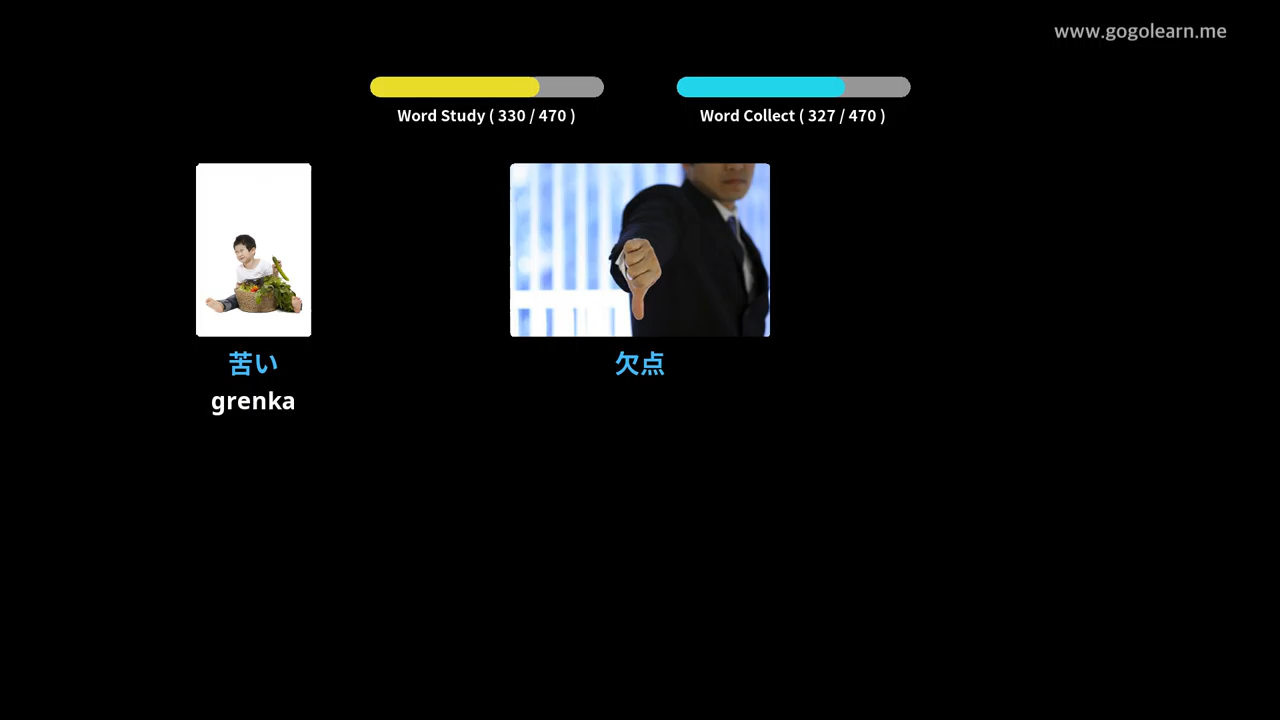 www.gogolearn.me
Word Study ( 330 / 470 )
Word Collect ( 327 / 470 )
苦い
grenka
欠点